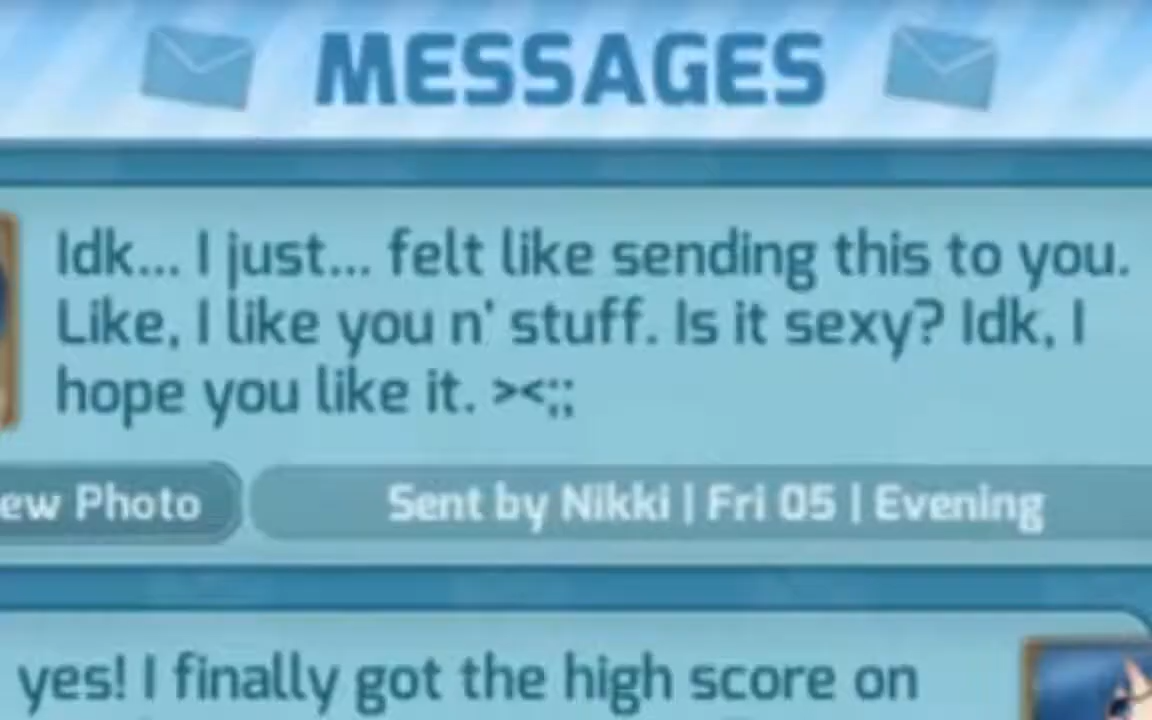 MESSAGES
Idk... I just... felt like sending this to you.
Like, I like you n' stuff. Is it sexy? Idk, I
hope you like it. ><;;
ew Photo
Sent by Nikki | Fri 05 | Evening
yes! I finally got the high score on